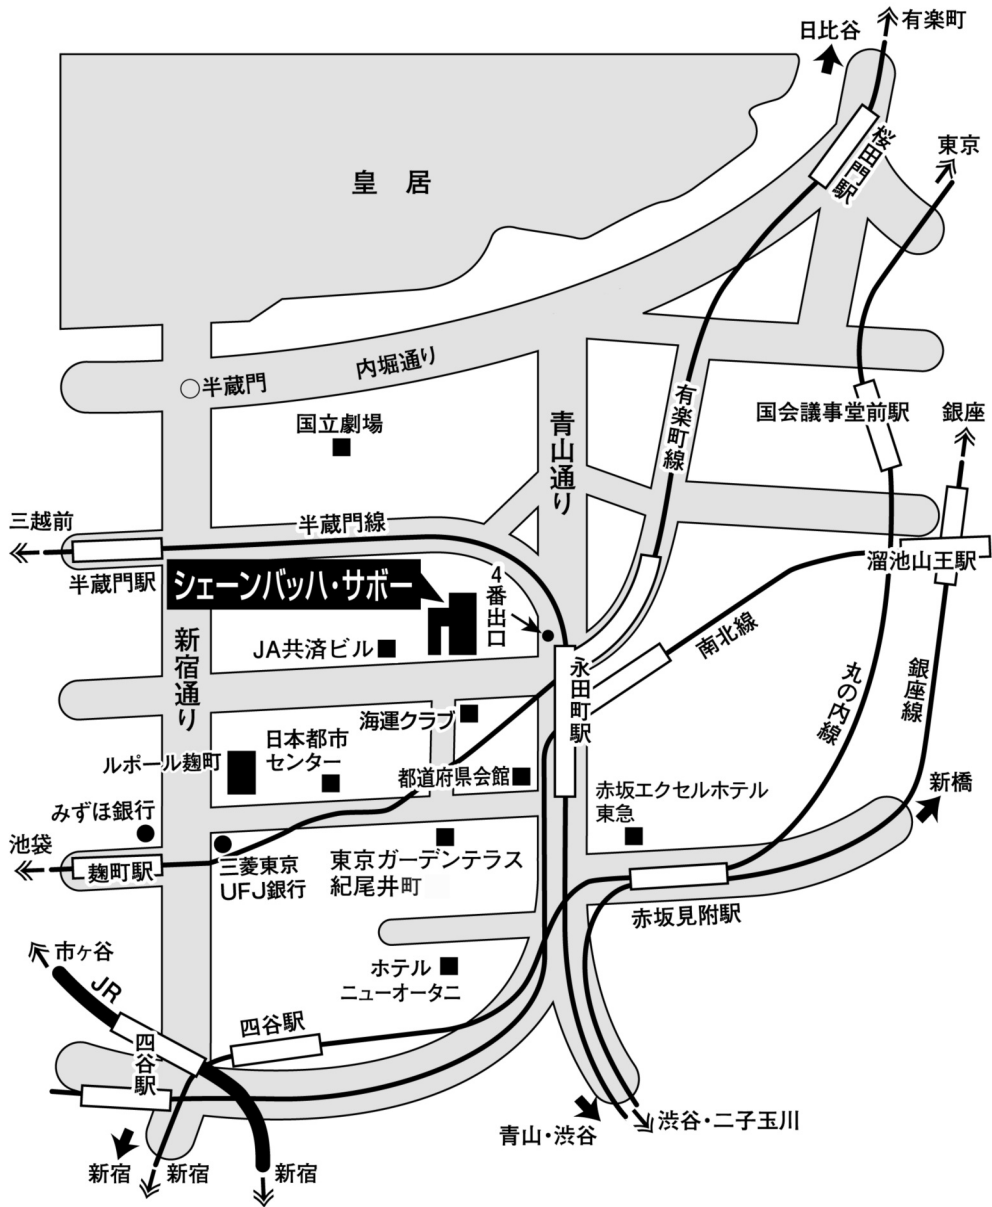 有楽町
日比谷
桜田門駅
東京
皇居
内堀通り
半蔵門
国立劇場
青山通り
有楽町線
国会議事堂前駅
銀座
三越前
半蔵門線
半蔵門駅
溜池山王駅
シェーンバッハ・サボー
4番出口
JA共済ビル
新宿通り
永田町駅
南北線
丸の内線
銀座線
海運クラブ
日本都市
センター
ルポール麹町
都道府県会館
赤坂エクセルホテル
東急
新橋
みずほ銀行
池袋
麹町駅
三菱東京
UFJ銀行
東京ガーデンテラス
紀尾井町
赤坂見附駅
市ヶ谷
JR
ホテル
ニューオータニ
四谷駅
四谷駅
青山・渋谷
渋谷・二子玉川
新宿
新宿
新宿